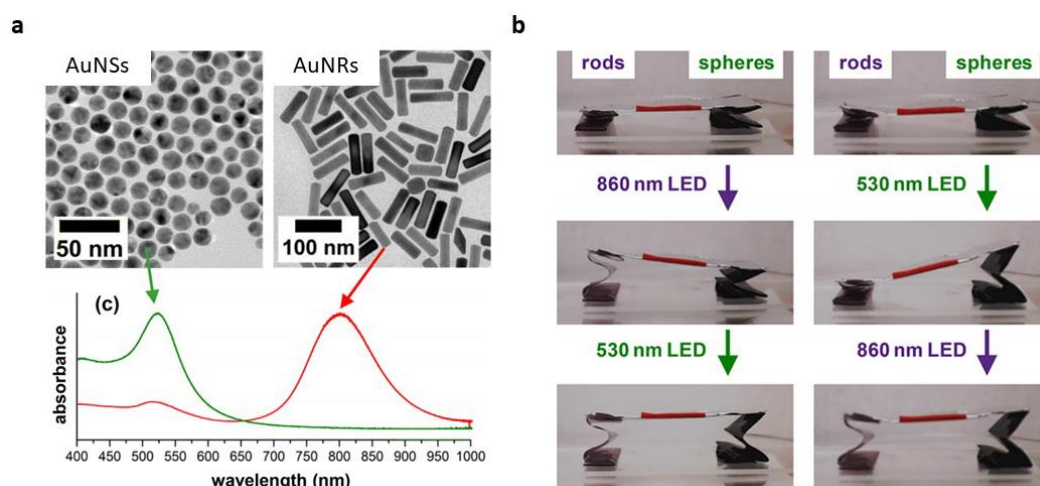 a
AuNSs
AuNRs
50 nm
100 nm
(c)
absorbance
400 450 500 550 600 650 700 750 800 850 900 950 1000
wavelength (nm)
b
rods spheres
rods spheres
860 nm LED
530 nm LED
530 nm LED
860 nm LED